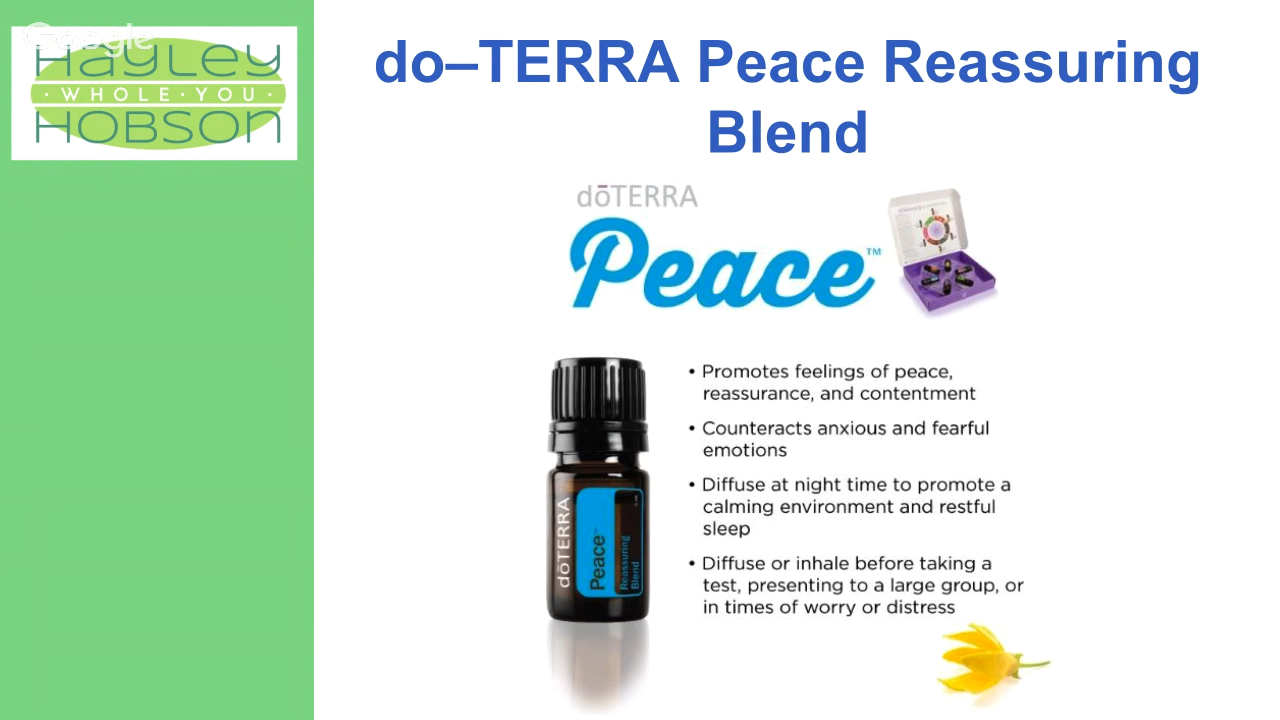 Google
HAYLEY
· WHOLE · YOU ·
HOBSON
do–TERRA Peace Reassuring
Blend
dōTERRA
Peace™
• Promotes feelings of peace,
reassurance, and contentment
• Counteracts anxious and fearful
emotions
• Diffuse at night time to promote a
calming environment and restful
sleep
• Diffuse or inhale before taking a
test, presenting to a large group, or
in times of worry or distress
dōTERRA
Peace™
Reassuring
Blend